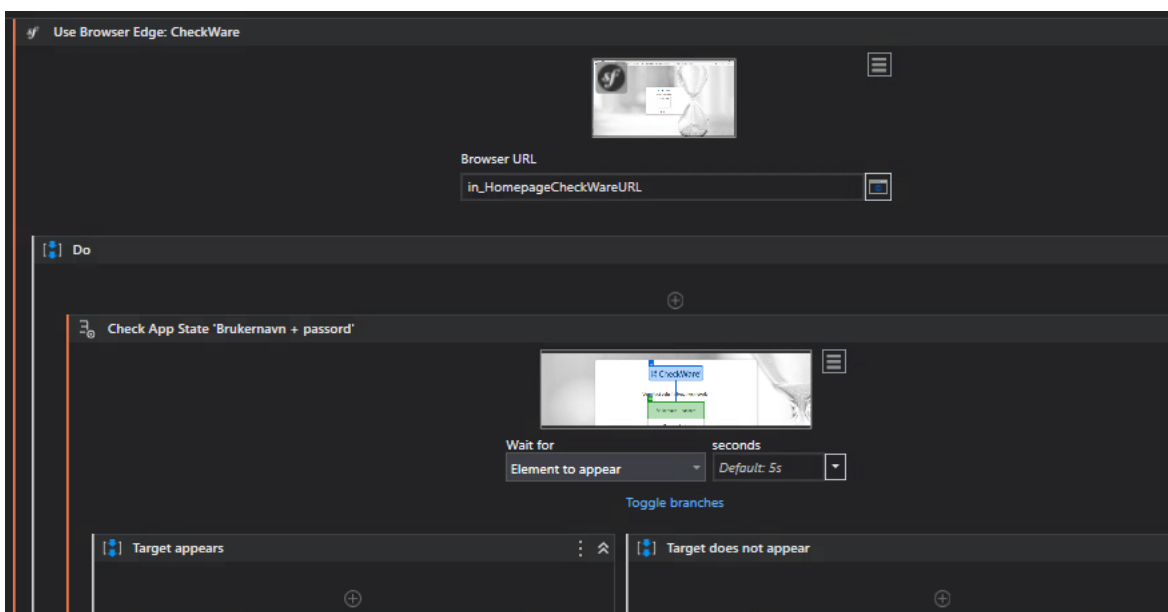 Use Browser Edge: CheckWare
Browser URL
in_HomepageCheckWareURL
Do
Check App State 'Brukernavn + passord'
CheckWare
Wait for
seconds
Element to appear
Default: 5s
Toggle branches
Target appears
Target does not appear